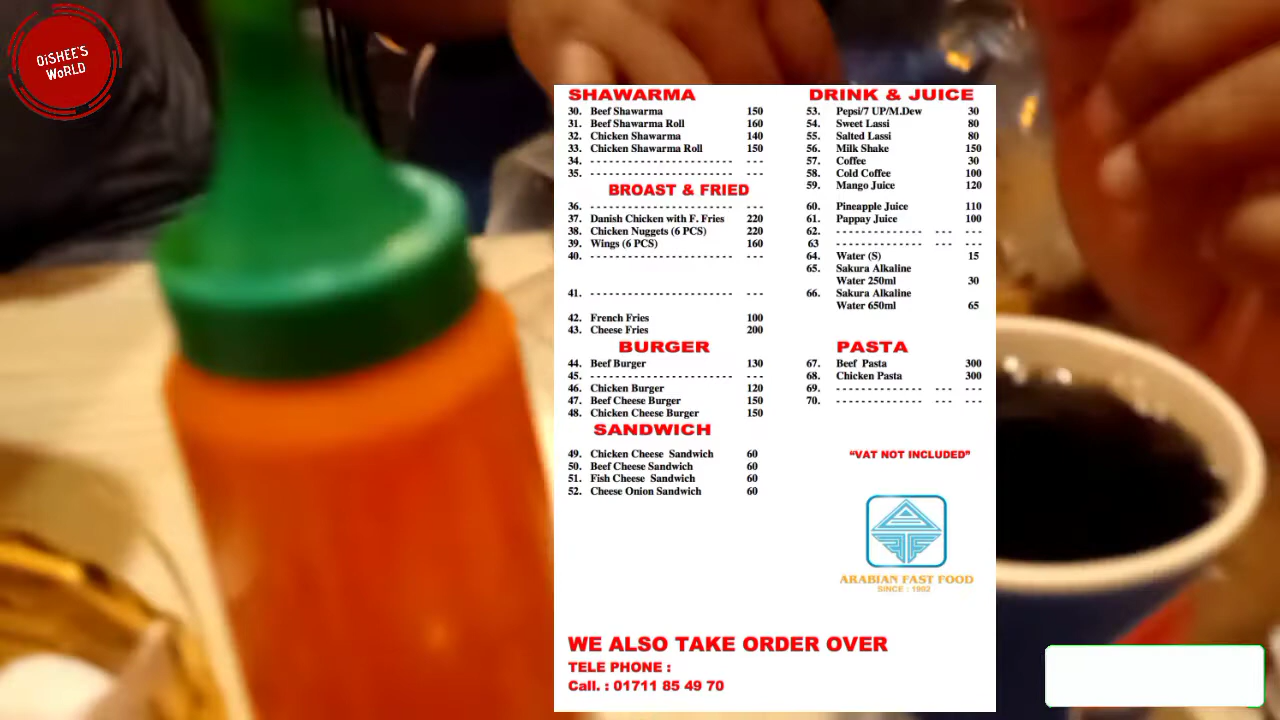 OiSHEE'S
WoRLD
SHAWARMA
30. Beef Shawarma 150
31. Beef Shawarma Roll 160
32. Chicken Shawarma 140
33. Chicken Shawarma Roll 150
34. - - - - - - - - - - - - - - - - - - - - - - - - - -
35. - - - - - - - - - - - - - - - - - - - - - - - - - -
BROAST & FRIED
36. - - - - - - - - - - - - - - - - - - - - - - - - - -
37. Danish Chicken with F. Fries 220
38. Chicken Nuggets (6 PCS) 220
39. Wings (6 PCS) 160
40. - - - - - - - - - - - - - - - - - - - - - - - - - -
41. - - - - - - - - - - - - - - - - - - - - - - - - - -
42. French Fries 100
43. Cheese Fries 200
BURGER
44. Beef Burger 130
45. - - - - - - - - - - - - - - - - - - - - - - - - - -
46. Chicken Burger 120
47. Beef Cheese Burger 150
48. Chicken Cheese Burger 150
SANDWICH
49. Chicken Cheese Sandwich 60
50. Beef Cheese Sandwich 60
51. Fish Cheese Sandwich 60
52. Cheese Onion Sandwich 60
DRINK & JUICE
53. Pepsi/7 UP/M.Dew 30
54. Sweet Lassi 80
55. Salted Lassi 80
56. Milk Shake 150
57. Coffee 30
58. Cold Coffee 100
59. Mango Juice 120
60. Pineapple Juice 110
61. Pappay Juice 100
62. - - - - - - - - - - - - - - - - - - -
63 - - - - - - - - - - - - - - - - - - -
64. Water (S) 15
65. Sakura Alkaline
Water 250ml 30
66. Sakura Alkaline
Water 650ml 65
PASTA
67. Beef Pasta 300
68. Chicken Pasta 300
69. - - - - - - - - - - - - - - - - - - -
70. - - - - - - - - - - - - - - - - - - -
“VAT NOT INCLUDED”
ARABIAN FAST FOOD
SINCE : 1992
WE ALSO TAKE ORDER OVER
TELE PHONE :
Call. : 01711 85 49 70